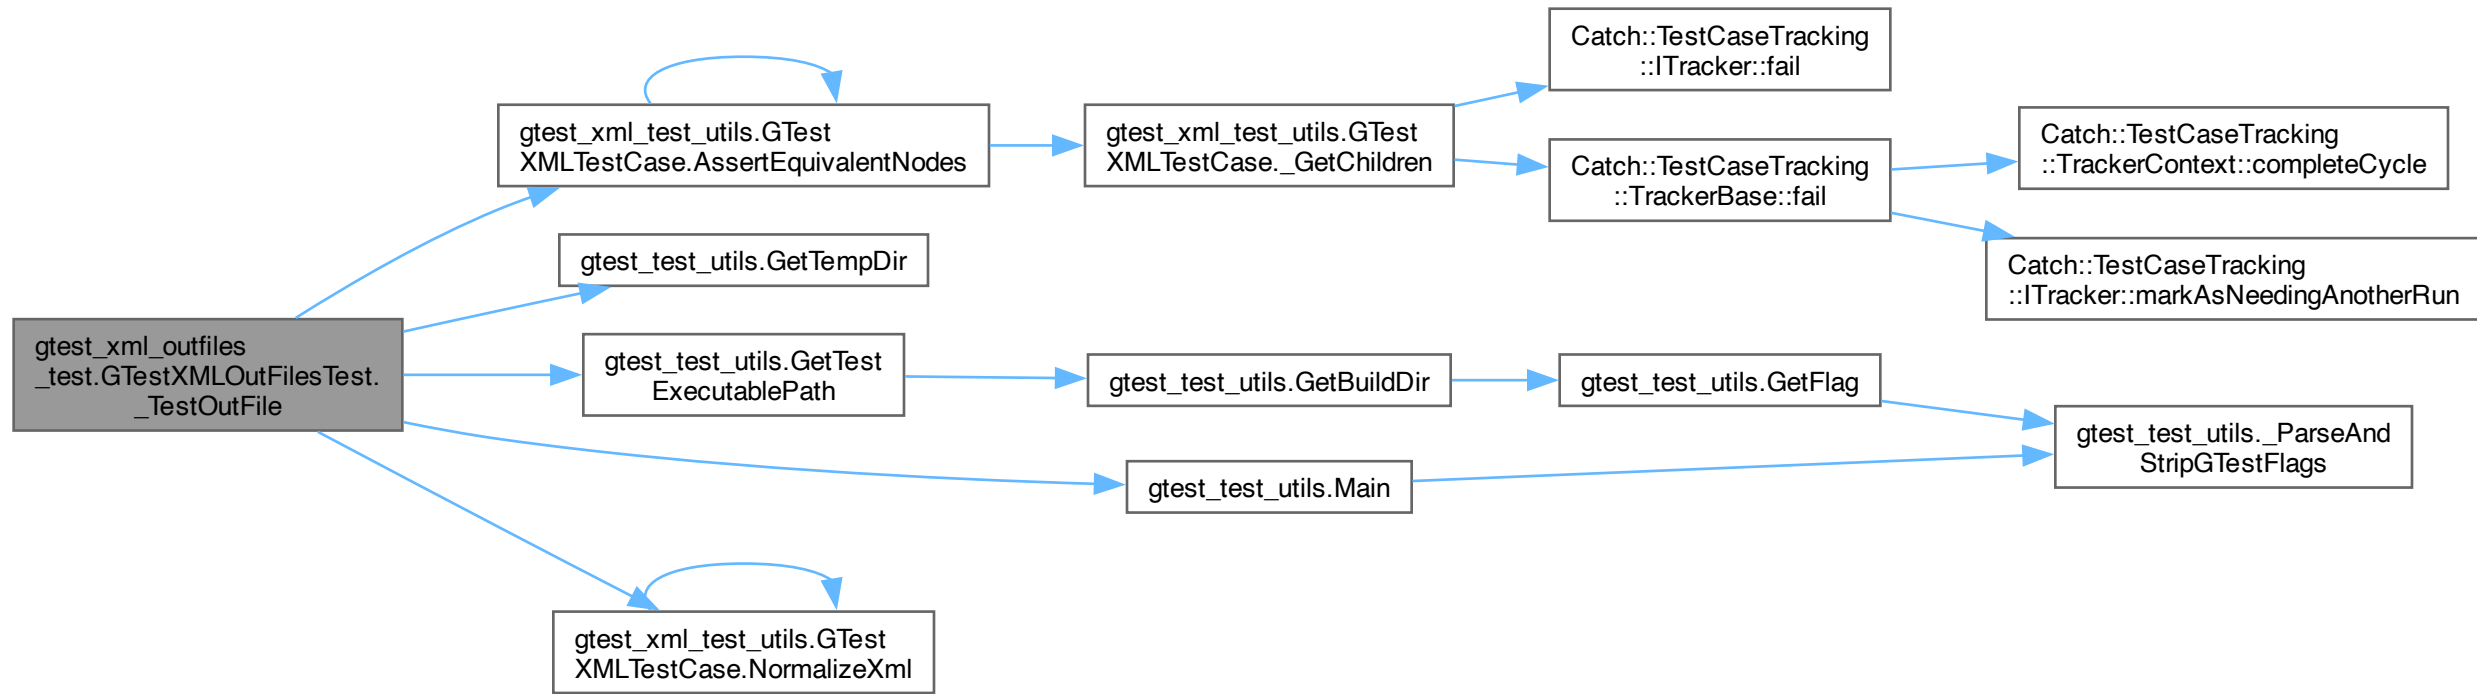 gtest_xml_outfiles
_test.GTestXMLOutFilesTest.
_TestOutFile
gtest_xml_test_utils.GTest
XMLTestCase.AssertEquivalentNodes
gtest_xml_test_utils.GTest
XMLTestCase._GetChildren
Catch::TestCaseTracking
::ITracker::fail
Catch::TestCaseTracking
::TrackerBase::fail
Catch::TestCaseTracking
::TrackerContext::completeCycle
Catch::TestCaseTracking
::ITracker::markAsNeedingAnotherRun
gtest_test_utils.GetTempDir
gtest_test_utils.GetTest
ExecutablePath
gtest_test_utils.GetBuildDir
gtest_test_utils.GetFlag
gtest_test_utils._ParseAnd
StripGTestFlags
gtest_test_utils.Main
gtest_xml_test_utils.GTest
XMLTestCase.NormalizeXml